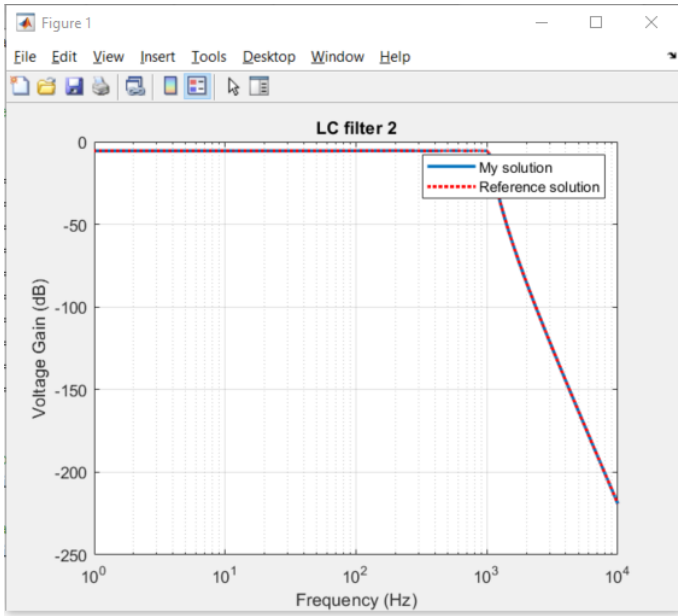 Figure 1
File Edit View Insert Tools Desktop Window Help
LC filter 2
My solution
Reference solution
Voltage Gain (dB)
0
-50
-100
-150
-200
-250
10^0 10^1 10^2 10^3 10^4
Frequency (Hz)